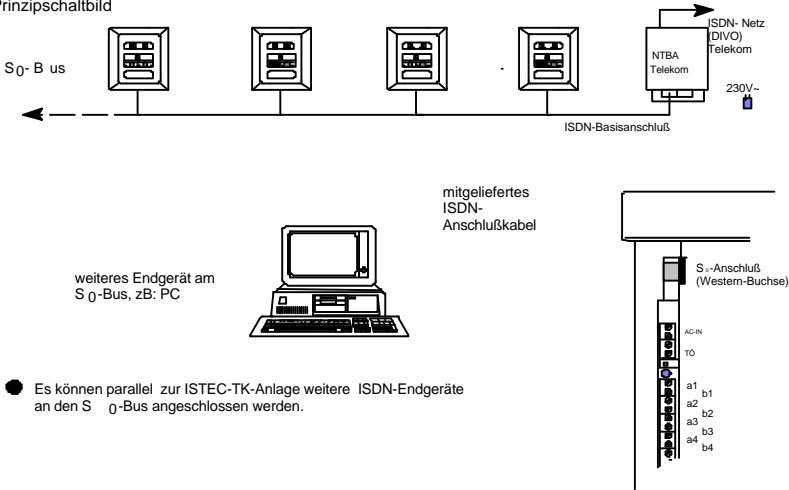 Prinzipschaltbild
S0- B us
ISDN- Netz
(DIVO)
Telekom
NTBA
Telekom
230V~
ISDN-Basisanschluß
mitgeliefertes
ISDN-
Anschlußkabel
weiteres Endgerät am
S 0-Bus, zB: PC
S0-Anschluß
(Western-Buchse)
AC-IN
TÖ
a1
b1
a2
b2
a3
b3
a4
b4
Es können parallel zur ISTEC-TK-Anlage weitere ISDN-Endgeräte
an den S 0-Bus angeschlossen werden.